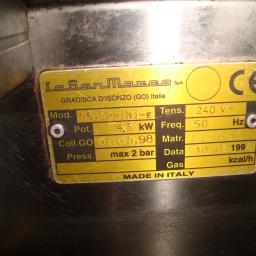 La San Marco SpA
GRADISCA D'ISONZO (GO) Italia
Mod. Tens. 240 V~
Pot. 4,5 kW Freq. 50 Hz
Coll.GO 98 Matr.
Press. max 2 bar Data 199
Gas kcal/h
MADE IN ITALY
CE